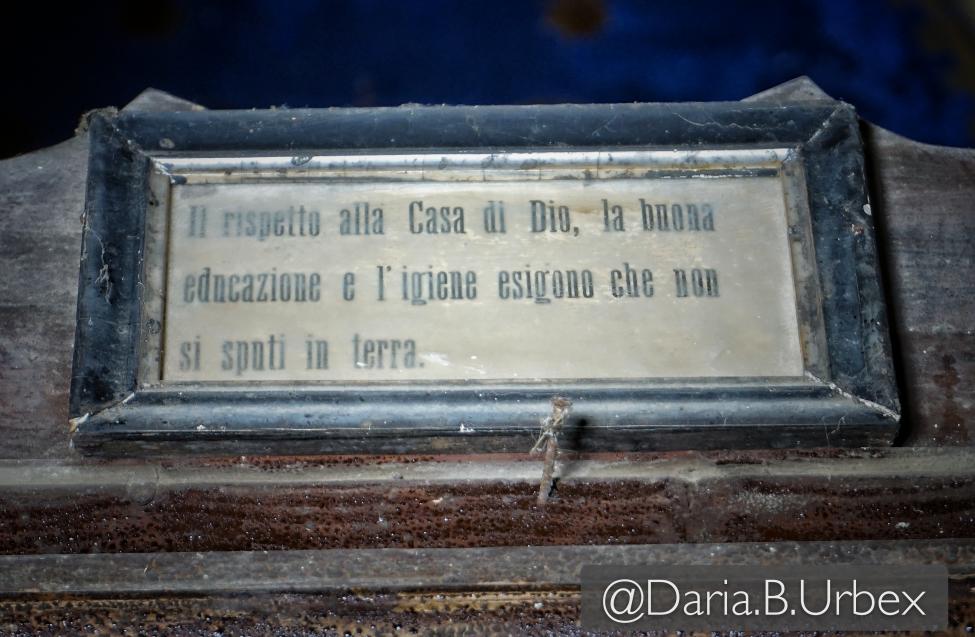 Il rispetto alla Casa di Dio, la buona
educazione e l'igiene esigono che non
si sputi in terra.
@Daria.B.Urbex